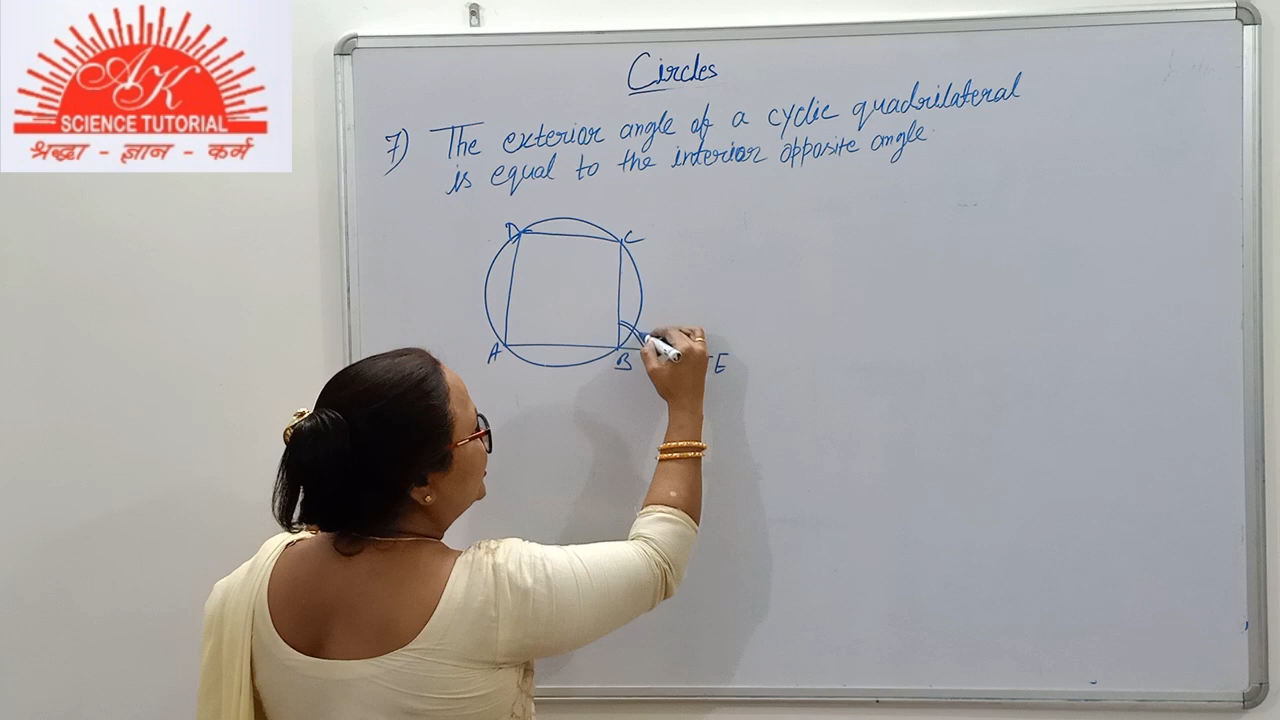 AK
SCIENCE TUTORIAL
श्रद्धा - ज्ञान - कर्म
Circles
7) The exterior angle of a cyclic quadrilateral
is equal to the interior opposite angle.
D
C
A
B
E